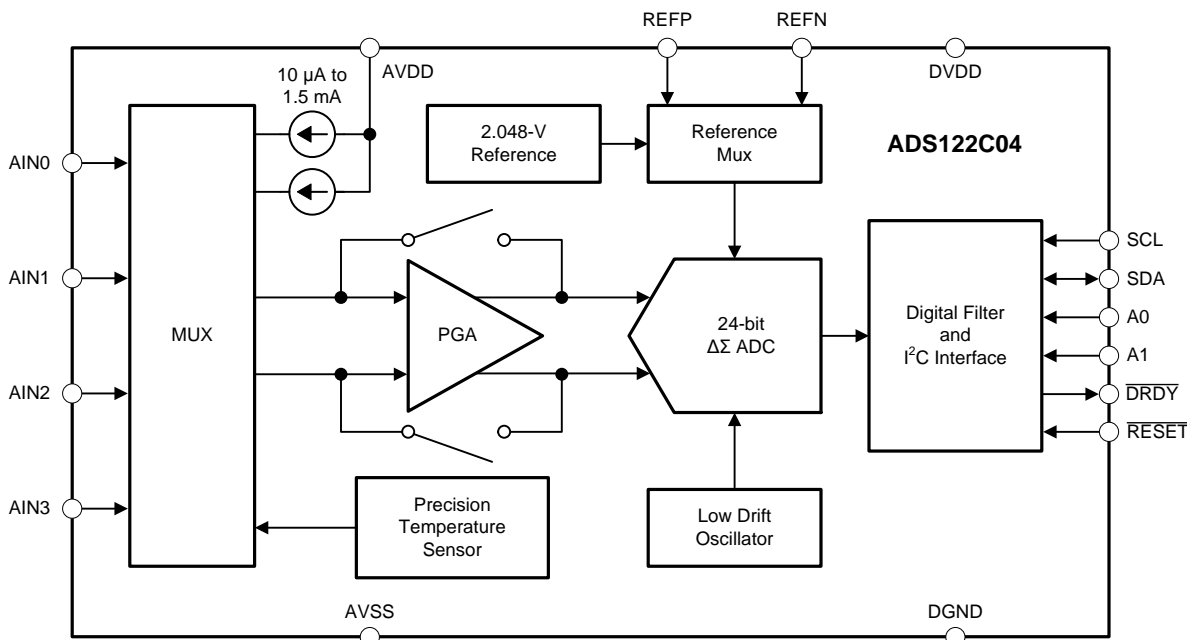 REFP
REFN
AVDD
DVDD
10 µA to
1.5 mA
2.048-V
Reference
Reference
Mux
ADS122C04
AIN0
AIN1
AIN2
AIN3
MUX
PGA
24-bit
ΔΣ ADC
Digital Filter
and
I²C Interface
SCL
SDA
A0
A1
DRDY
RESET
Precision
Temperature
Sensor
Low Drift
Oscillator
AVSS
DGND